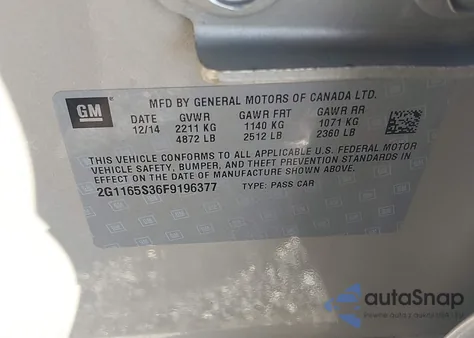 GM
MFD BY GENERAL MOTORS OF CANADA LTD.
DATE GVWR GAWR FRT GAWR RR
12/14 2211 KG 1140 KG 1071 KG
4872 LB 2512 LB 2360 LB
THIS VEHICLE CONFORMS TO ALL APPLICABLE U.S. FEDERAL MOTOR
VEHICLE SAFETY, BUMPER, AND THEFT PREVENTION STANDARDS IN
EFFECT ON THE DATE OF MANUFACTURE SHOWN ABOVE.
2G1165S36F9196377 TYPE: PASS CAR
autoSnap